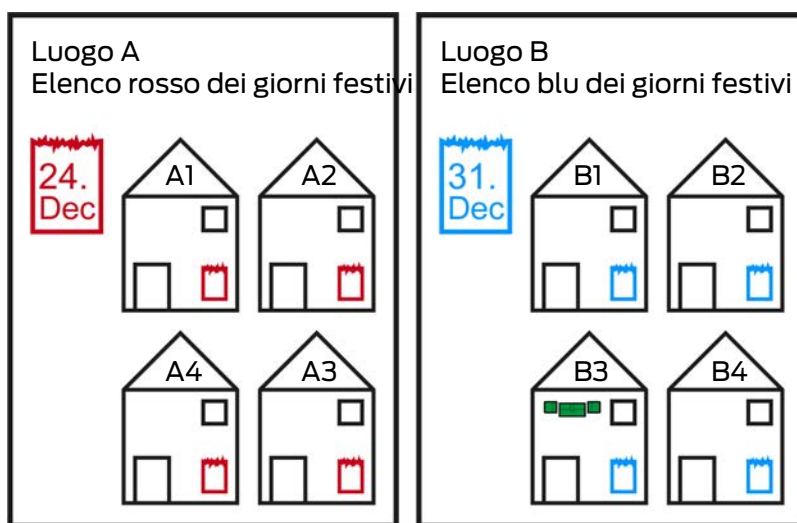 Luogo A
Elenco rosso dei giorni festivi
24.
Dec
A1
A2
A4
A3
Luogo B
Elenco blu dei giorni festivi
31.
Dec
B1
B2
B3
B4